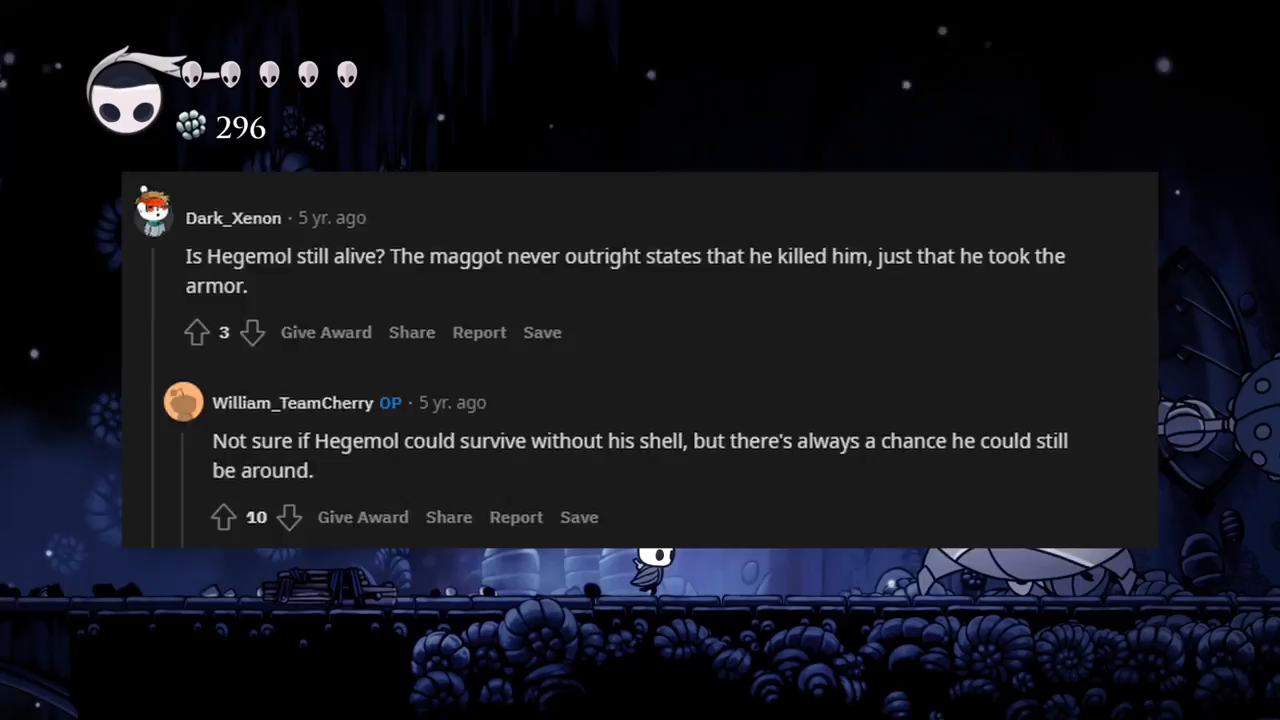 296
Dark_Xenon · 5 yr. ago
Is Hegemol still alive? The maggot never outright states that he killed him, just that he took the
armor.
3 Give Award Share Report Save
William_TeamCherry OP · 5 yr. ago
Not sure if Hegemol could survive without his shell, but there's always a chance he could still
be around.
10 Give Award Share Report Save